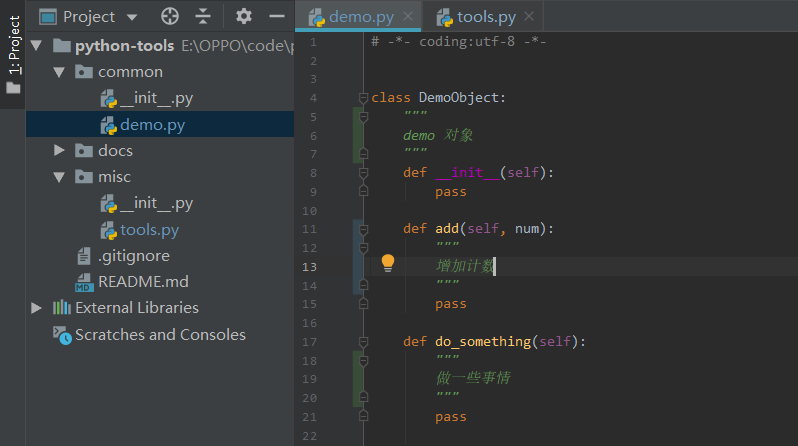 1: Project
Project
python-tools E:\OPPO\code\p
common
__init__.py
demo.py
docs
misc
__init__.py
tools.py
.gitignore
MD README.md
External Libraries
Scratches and Consoles
demo.py
tools.py
1 # -*- coding:utf-8 -*-
2
3
4 class DemoObject:
5 """
6 demo 对象
7 """
8 def __init__(self):
9 pass
10
11 def add(self, num):
12 """
13 增加计数
14 """
15 pass
16
17 def do_something(self):
18 """
19 做一些事情
20 """
21 pass
22